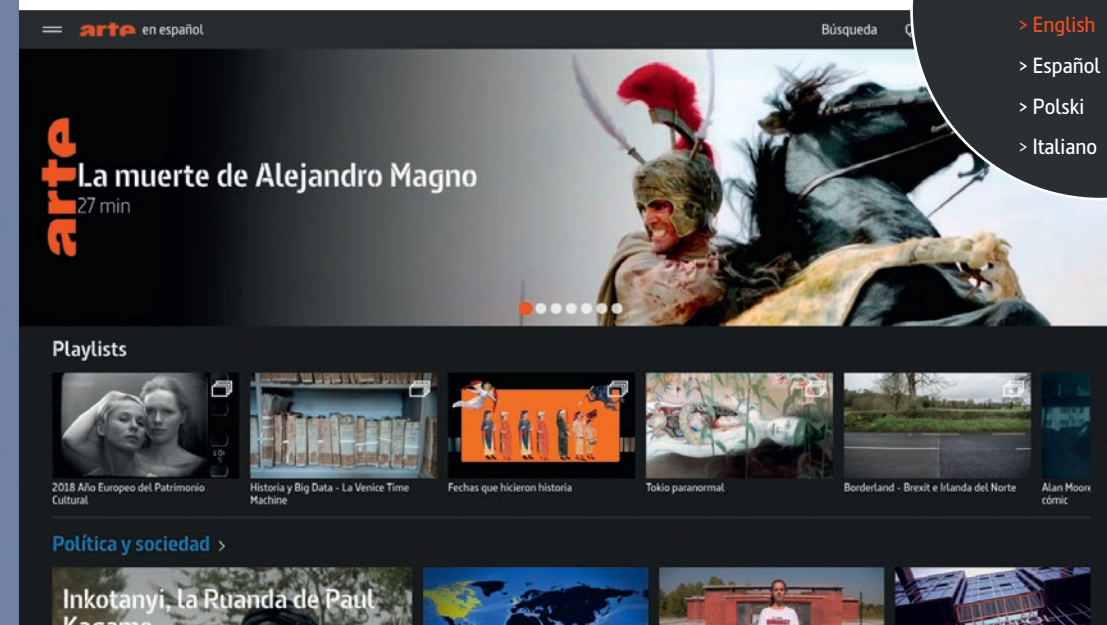 arte en español
Búsqueda
> English
> Español
> Polski
> Italiano
arte
La muerte de Alejandro Magno
27 min
Playlists
2018 Año Europeo del Patrimonio
Cultural
Historia y Big Data - La Venice Time
Machine
Fechas que hicieron historia
Tokio paranormal
Borderland - Brexit e Irlanda del Norte
Alan Moore
cómic
Política y sociedad >
Inkotanyi, la Ruanda de Paul
Kagame